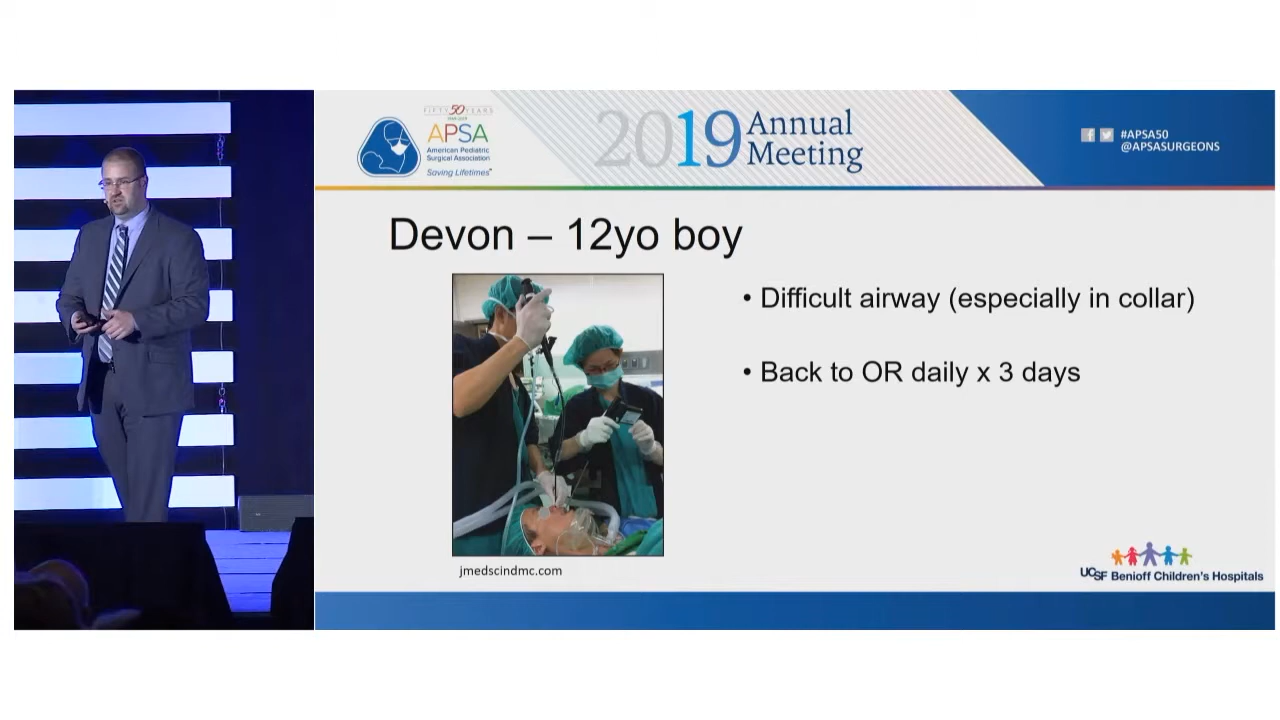 FIFTY 50 YEARS
APSA
American Pediatric
Surgical Association
Saving Lifetimes™
2019 Annual
Meeting
#APSA50
@APSASURGEONS
Devon – 12yo boy
• Difficult airway (especially in collar)
• Back to OR daily x 3 days
jmedscindmc.com
UCSF Benioff Children's Hospitals